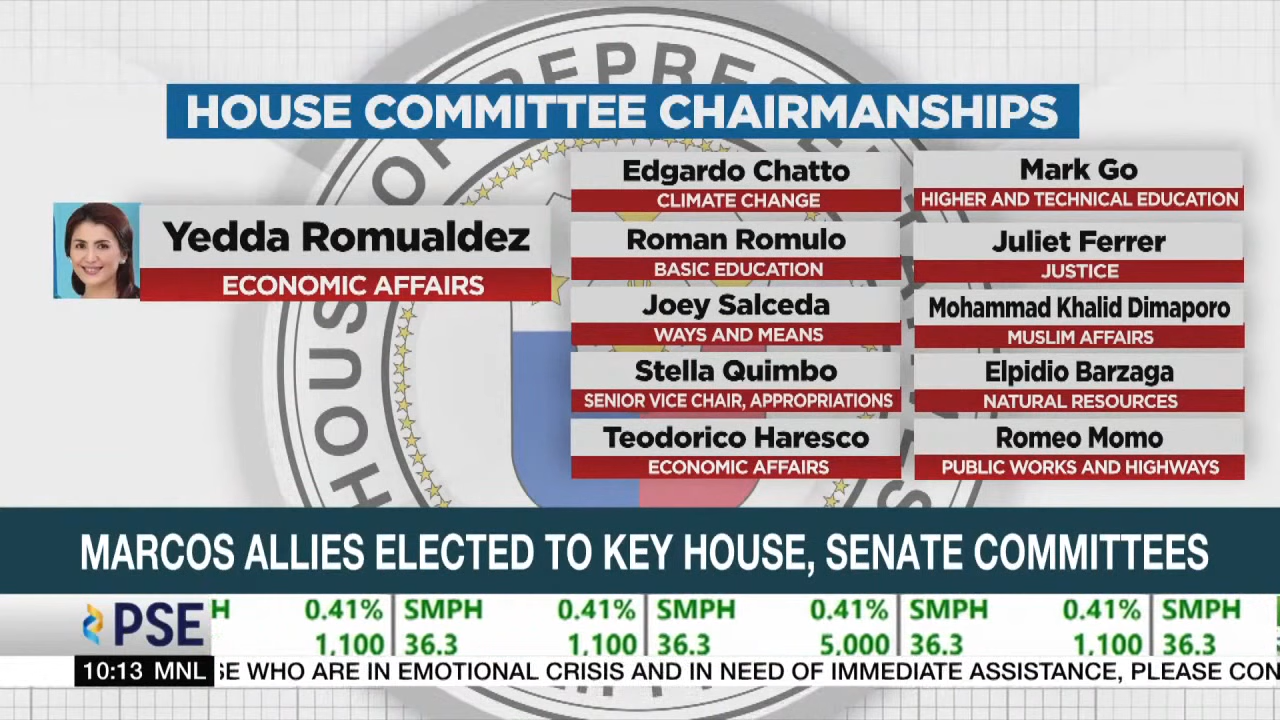 HOUSE OF REPRESENTATIVES
HOUSE COMMITTEE CHAIRMANSHIPS
Yedda Romualdez
ECONOMIC AFFAIRS
Edgardo Chatto
CLIMATE CHANGE
Roman Romulo
BASIC EDUCATION
Joey Salceda
WAYS AND MEANS
Stella Quimbo
SENIOR VICE CHAIR, APPROPRIATIONS
Teodorico Haresco
ECONOMIC AFFAIRS
Mark Go
HIGHER AND TECHNICAL EDUCATION
Juliet Ferrer
JUSTICE
Mohammad Khalid Dimaporo
MUSLIM AFFAIRS
Elpidio Barzaga
NATURAL RESOURCES
Romeo Momo
PUBLIC WORKS AND HIGHWAYS
MARCOS ALLIES ELECTED TO KEY HOUSE, SENATE COMMITTEES
PSE
H 0.41% SMPH 0.41% SMPH 0.41% SMPH 0.41% SMPH
1,100 36.3 1,100 36.3 5,000 36.3 1,100 36.3
10:13 MNL SE WHO ARE IN EMOTIONAL CRISIS AND IN NEED OF IMMEDIATE ASSISTANCE, PLEASE CON